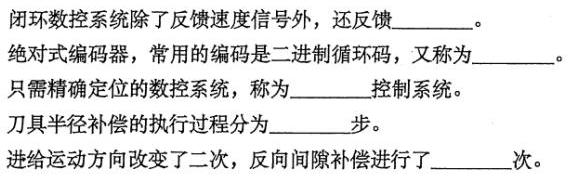 闭环数控系统除了反馈速度信号外，还反馈________。
绝对式编码器，常用的编码是二进制循环码，又称为________。
只需精确定位的数控系统，称为________控制系统。
刀具半径补偿的执行过程分为________步。
进给运动方向改变了二次，反向间隙补偿进行了________次。